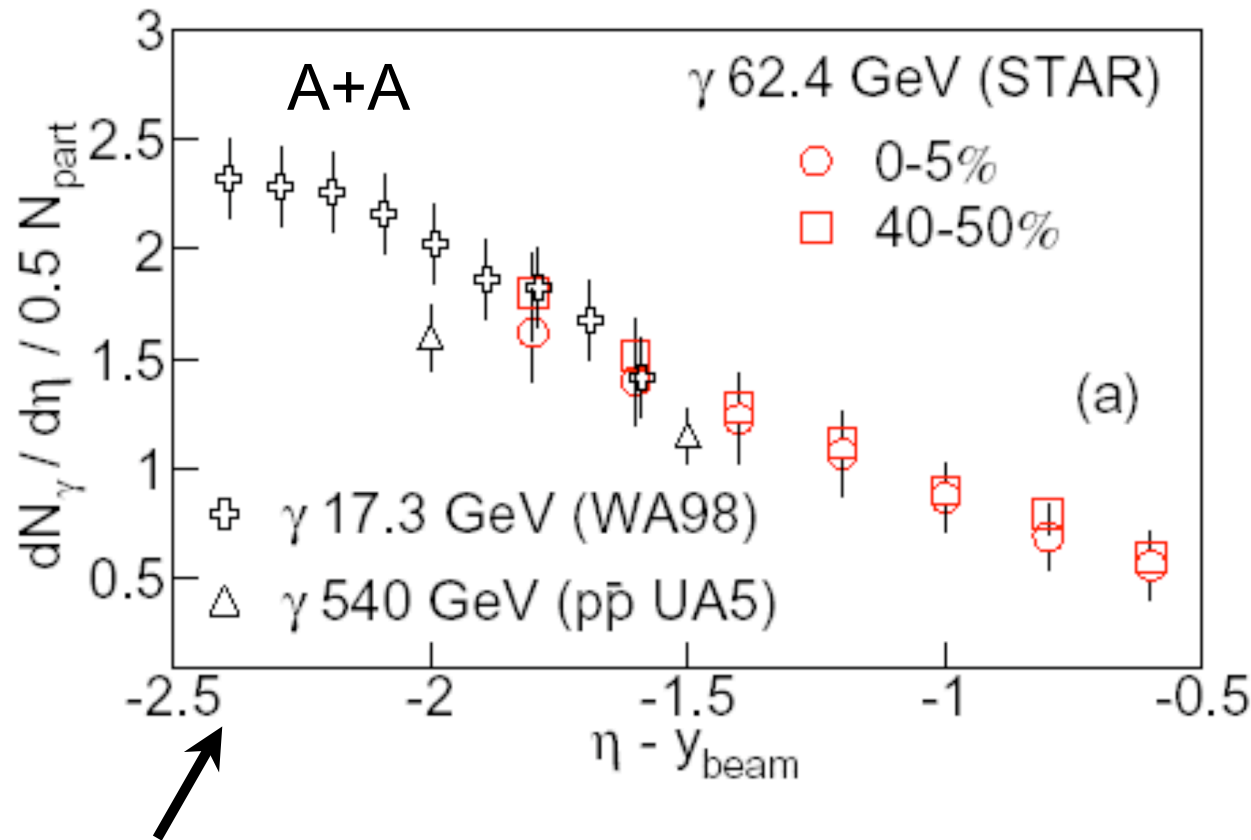 A+A
γ 62.4 GeV (STAR)
0-5%
40-50%
(a)
γ 17.3 GeV (WA98)
γ 540 GeV (pp̄ UA5)
dNγ / dη / 0.5 Npart
3
2.5
2
1.5
1
0.5
-2.5 -2 -1.5 -1 -0.5
η - ybeam